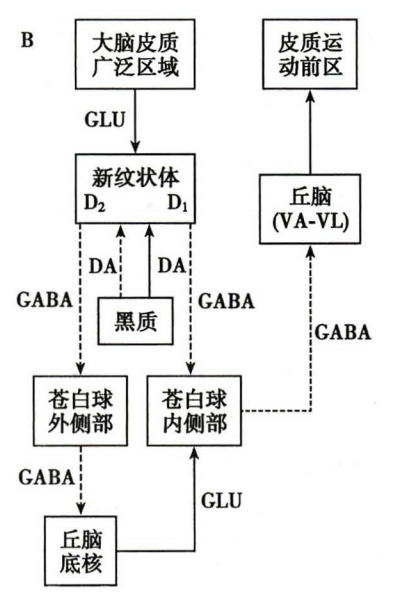 B
大脑皮质
广泛区域
皮质运
动前区
GLU
新纹状体
D₂ D₁
丘脑
(VA-VL)
DA DA
GABA GABA
黑质
GABA
苍白球
外侧部
苍白球
内侧部
GABA
GLU
丘脑
底核